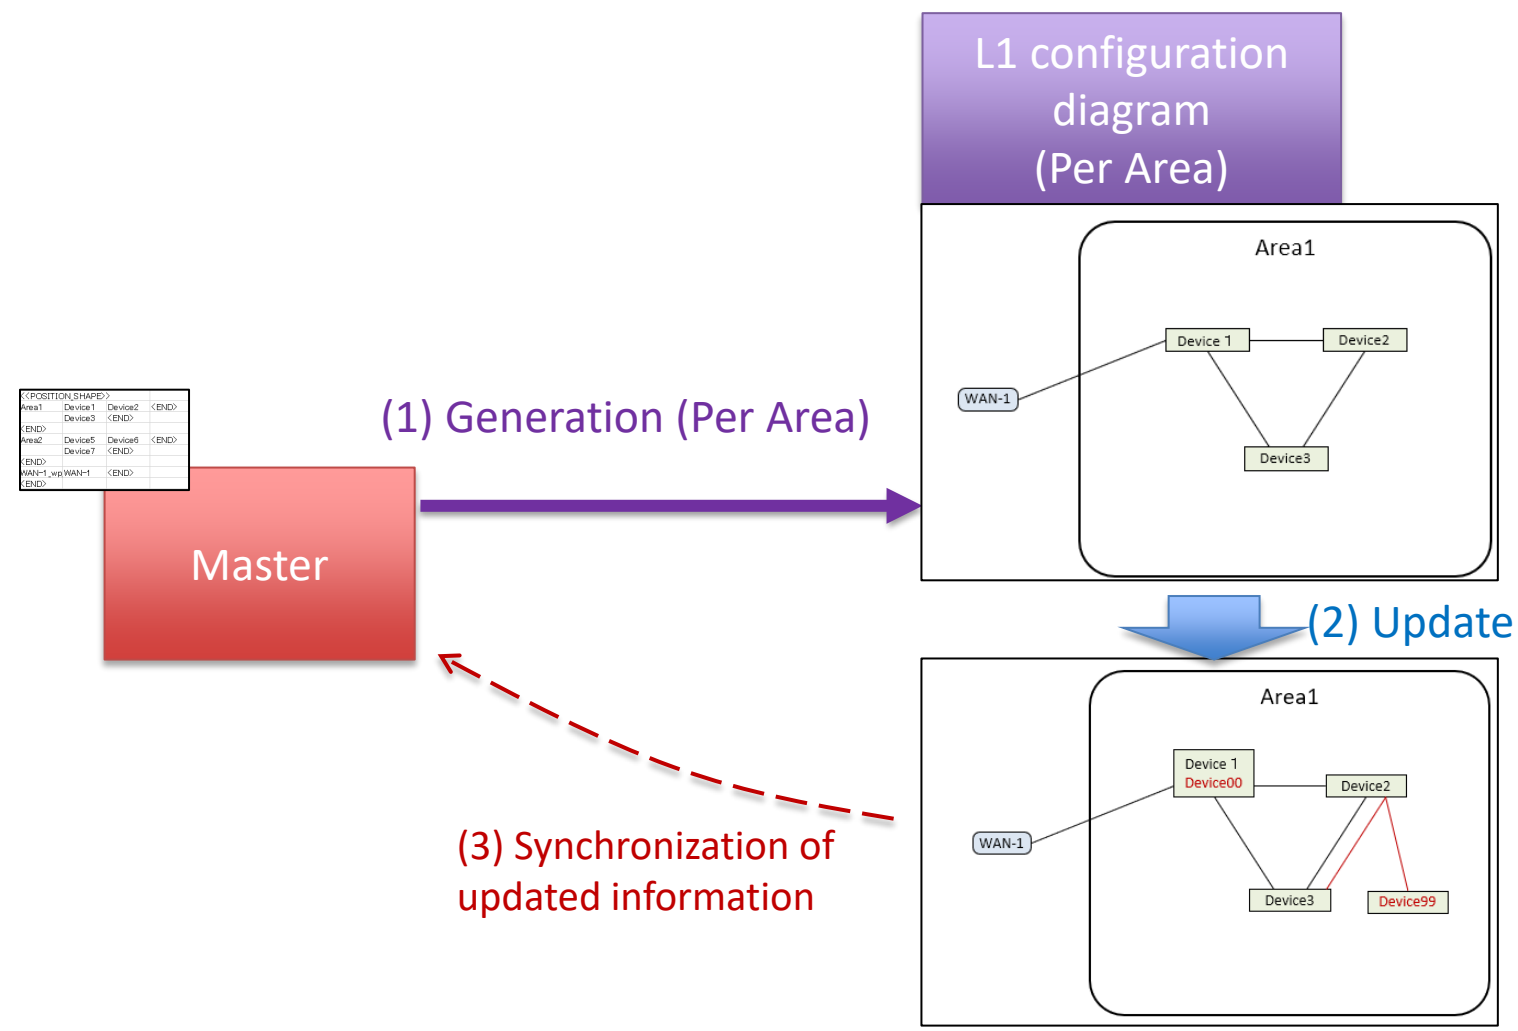 L1 configuration
diagram
(Per Area)
Area1
Device 1
Device2
WAN-1
Device3
<<POSITION_SHAPE>>
Area1 Device1 Device2 <END>
Device3 <END>
<END>
Area2 Device5 Device6 <END>
Device7 <END>
<END>
WAN-1_wp WAN-1 <END>
<END>
(1) Generation (Per Area)
Master
(2) Update
Area1
Device 1
Device00
Device2
WAN-1
Device3
Device99
(3) Synchronization of
updated information